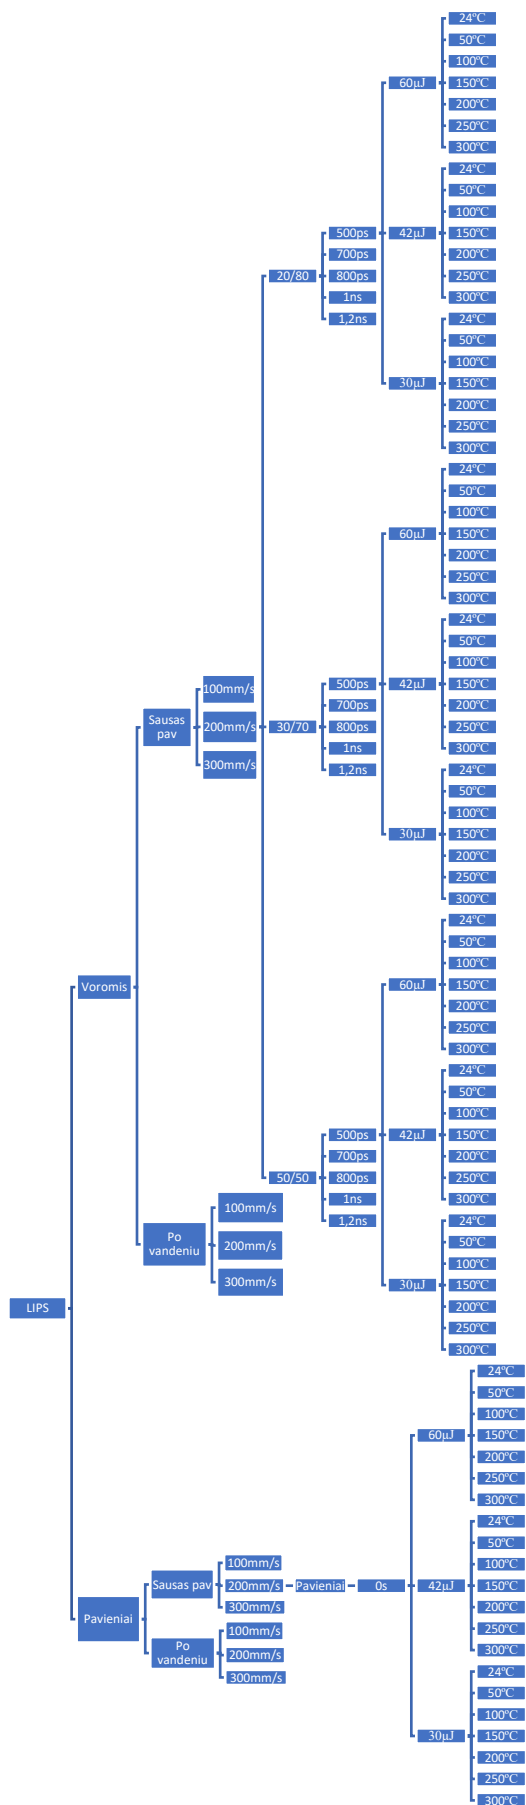 24°C
50°C
100°C
60µJ
150°C
200°C
250°C
300°C
24°C
50°C
100°C
500ps
42µJ
150°C
700ps
200°C
20/80
800ps
250°C
1ns
300°C
1,2ns
24°C
50°C
100°C
30µJ
150°C
200°C
250°C
300°C
24°C
50°C
100°C
60µJ
150°C
200°C
250°C
300°C
24°C
50°C
100°C
100mm/s
500ps
42µJ
150°C
700ps
200°C
Sausas
pav
200mm/s
30/70
800ps
250°C
1ns
300°C
300mm/s
1,2ns
24°C
50°C
100°C
30µJ
150°C
200°C
250°C
300°C
24°C
50°C
100°C
Voromis
60µJ
150°C
200°C
250°C
300°C
24°C
50°C
100°C
500ps
42µJ
150°C
700ps
200°C
50/50
800ps
250°C
1ns
300°C
100mm/s
1,2ns
24°C
Po
vandeniu
200mm/s
50°C
100°C
300mm/s
30µJ
150°C
LIPS
200°C
250°C
300°C
24°C
50°C
100°C
60µJ
150°C
200°C
250°C
300°C
24°C
50°C
100mm/s
100°C
Sausas pav
200mm/s
Pavieniai
0s
42µJ
150°C
300mm/s
200°C
Pavieniai
100mm/s
250°C
Po
vandeniu
200mm/s
300°C
300mm/s
24°C
50°C
100°C
30µJ
150°C
200°C
250°C
300°C